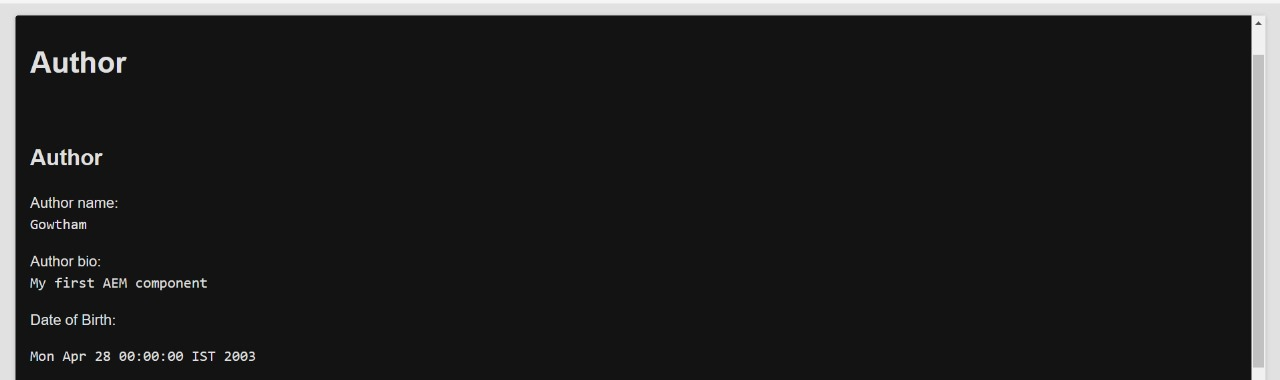 Author
Author
Author name:
Gowtham
Author bio:
My first AEM component
Date of Birth:
Mon Apr 28 00:00:00 IST 2003